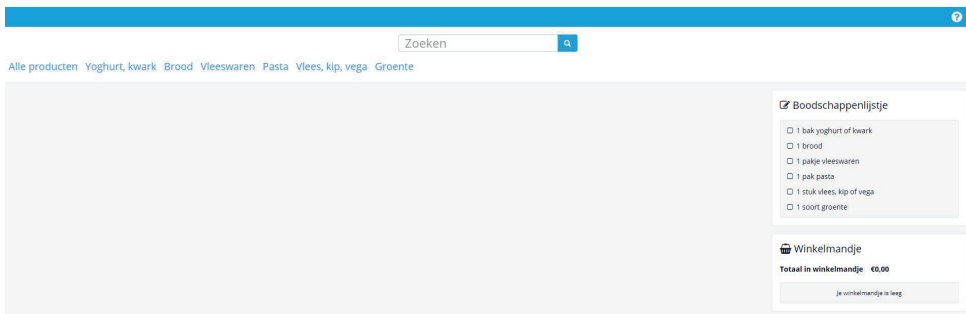 Zoeken
Alle producten Yoghurt, kwark Brood Vleeswaren Pasta Vlees, kip, vega Groente
Boodschappenlijstje
1 bak yoghurt of kwark
1 brood
1 pakje vleeswaren
1 pak pasta
1 stuk vlees, kip of vega
1 soort groente
Winkelmandje
Totaal in winkelmandje €0,00
Je winkelmandje is leeg